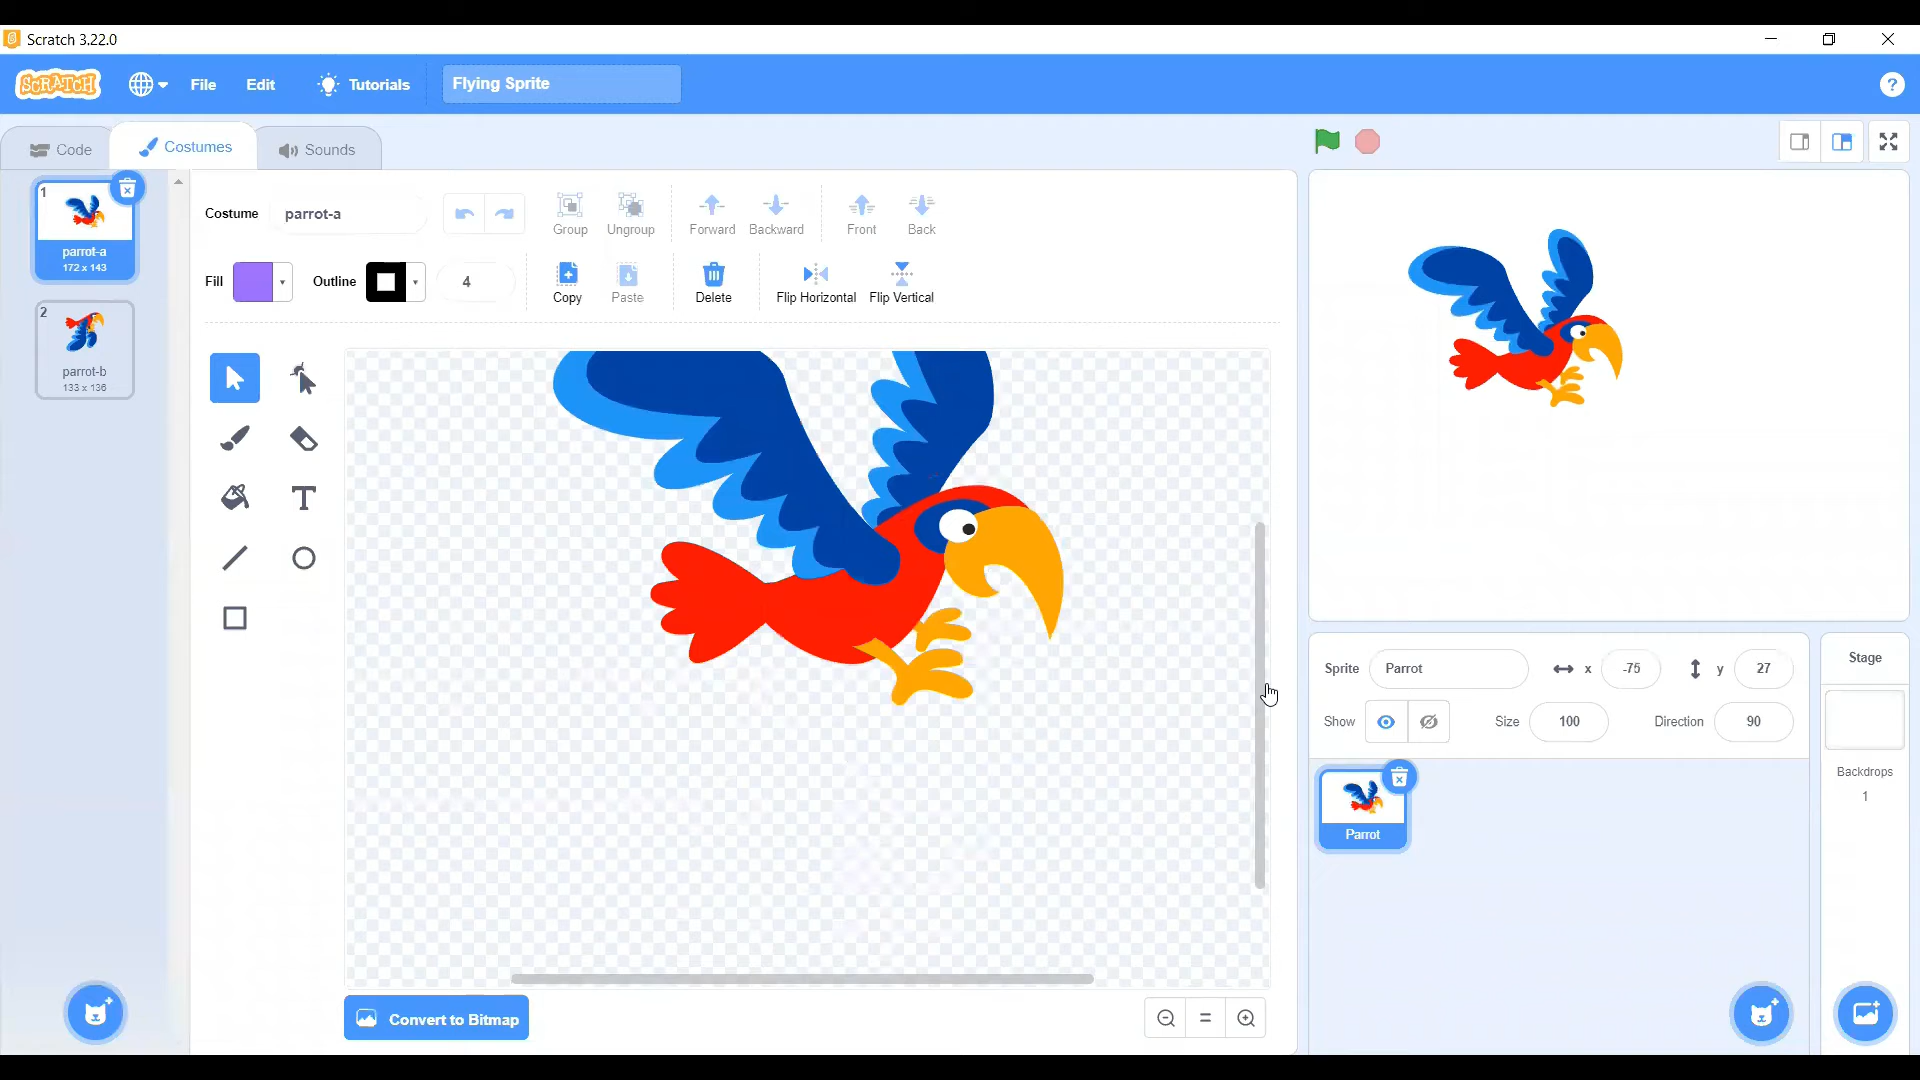 Scratch 3.22.0
SCRATCH
File
Edit
Tutorials
Flying Sprite
?
Code
Costumes
Sounds
1
parrot-a
172 x 143
2
parrot-b
133 x 136
Costume
parrot-a
Group
Ungroup
Forward
Backward
Front
Back
Fill
Outline
4
Copy
Paste
Delete
Flip Horizontal
Flip Vertical
T
Convert to Bitmap
Sprite
Parrot
x
-75
y
27
Show
Size
100
Direction
90
Parrot
Stage
Backdrops
1